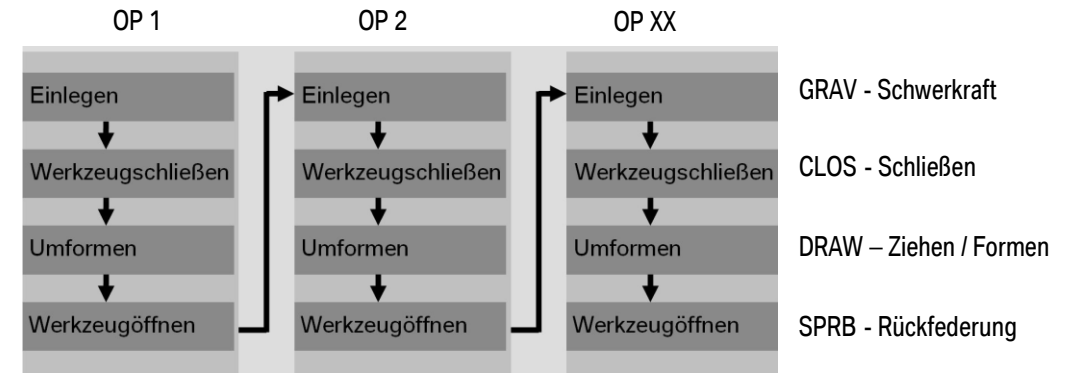 OP 1 OP 2 OP XX
Einlegen Einlegen Einlegen GRAV - Schwerkraft
Werkzeugschließen Werkzeugschließen Werkzeugschließen CLOS - Schließen
Umformen Umformen Umformen DRAW – Ziehen / Formen
Werkzeugöffnen Werkzeugöffnen Werkzeugöffnen SPRB - Rückfederung